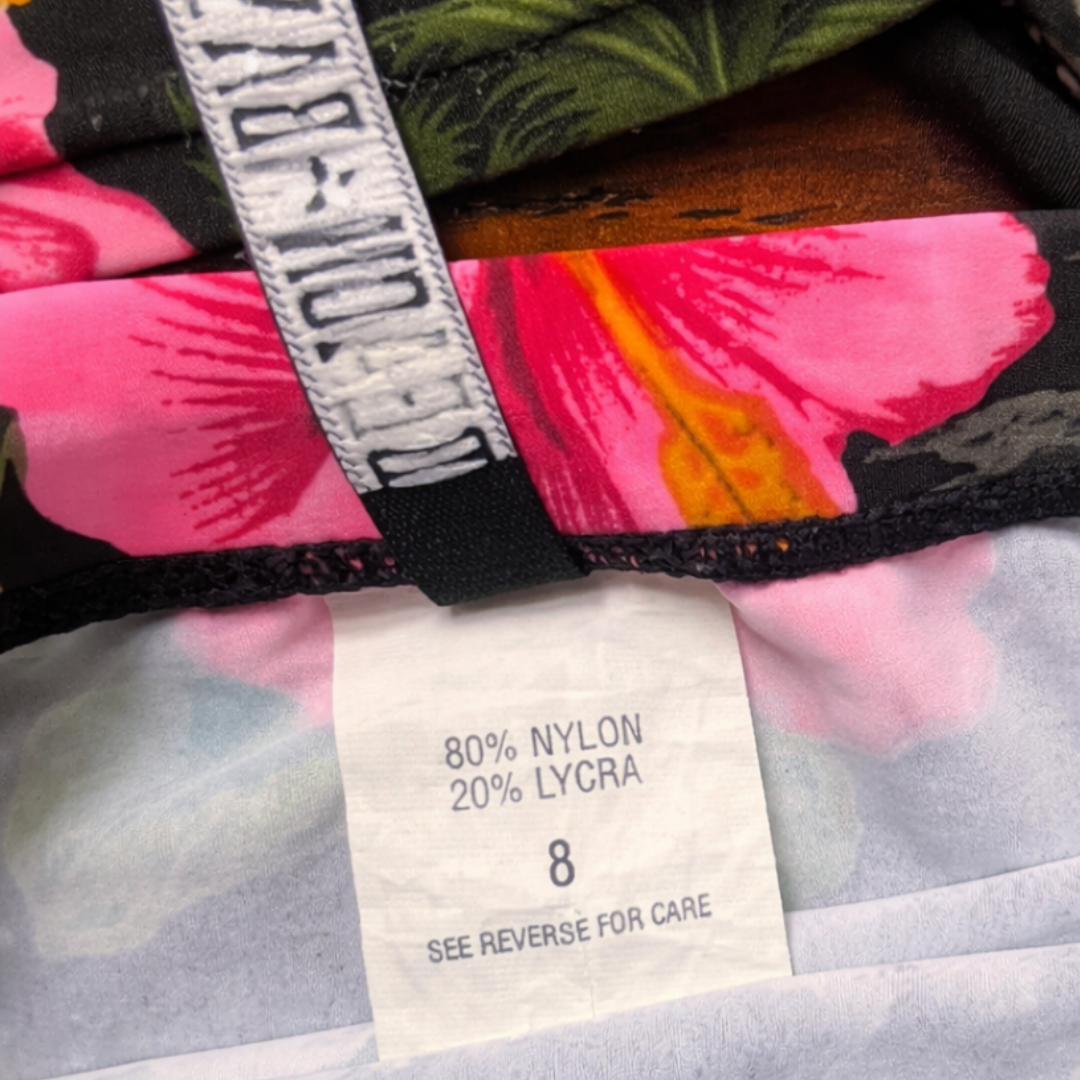 80% NYLON
20% LYCRA
8
SEE REVERSE FOR CARE